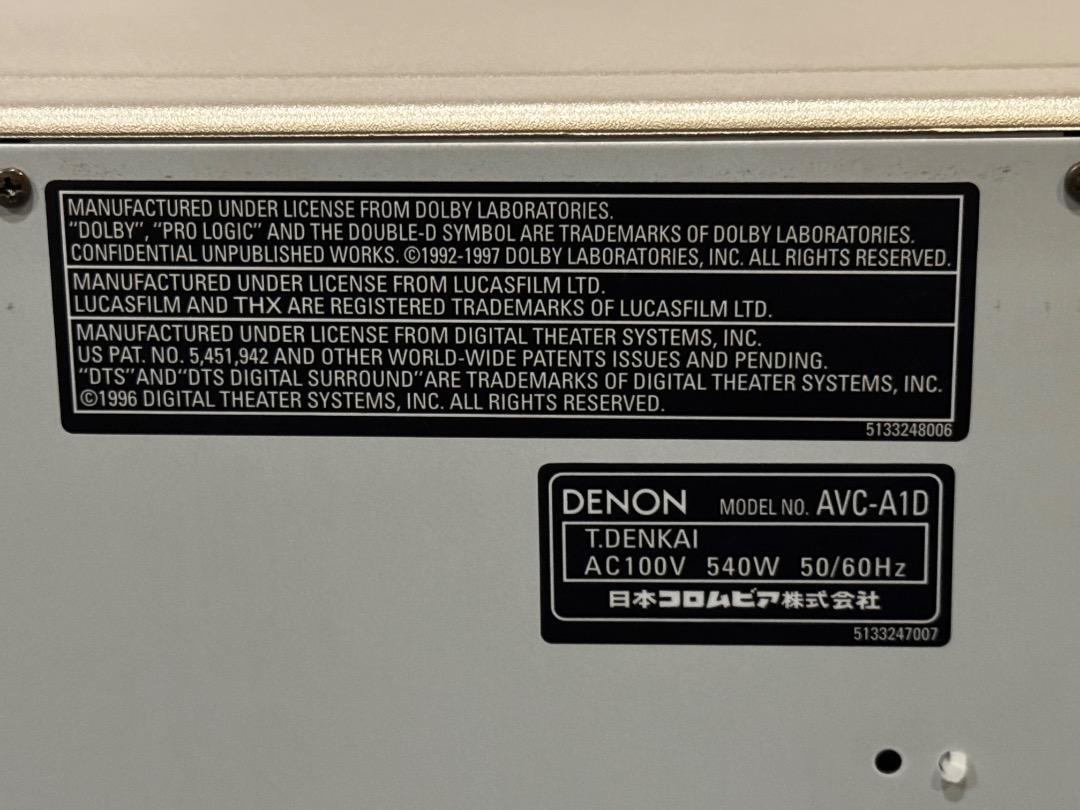 MANUFACTURED UNDER LICENSE FROM DOLBY LABORATORIES.
"DOLBY", "PRO LOGIC" AND THE DOUBLE-D SYMBOL ARE TRADEMARKS OF DOLBY LABORATORIES.
CONFIDENTIAL UNPUBLISHED WORKS. ©1992-1997 DOLBY LABORATORIES, INC. ALL RIGHTS RESERVED.
MANUFACTURED UNDER LICENSE FROM LUCASFILM LTD.
LUCASFILM AND THX ARE REGISTERED TRADEMARKS OF LUCASFILM LTD.
MANUFACTURED UNDER LICENSE FROM DIGITAL THEATER SYSTEMS, INC.
US PAT. NO. 5,451,942 AND OTHER WORLD-WIDE PATENTS ISSUES AND PENDING.
"DTS"AND"DTS DIGITAL SURROUND"ARE TRADEMARKS OF DIGITAL THEATER SYSTEMS, INC.
©1996 DIGITAL THEATER SYSTEMS, INC. ALL RIGHTS RESERVED.
5133248006
DENON MODEL NO. AVC-A1D
T.DENKAI
AC100V 540W 50/60Hz
日本コロムビア株式会社
5133247007